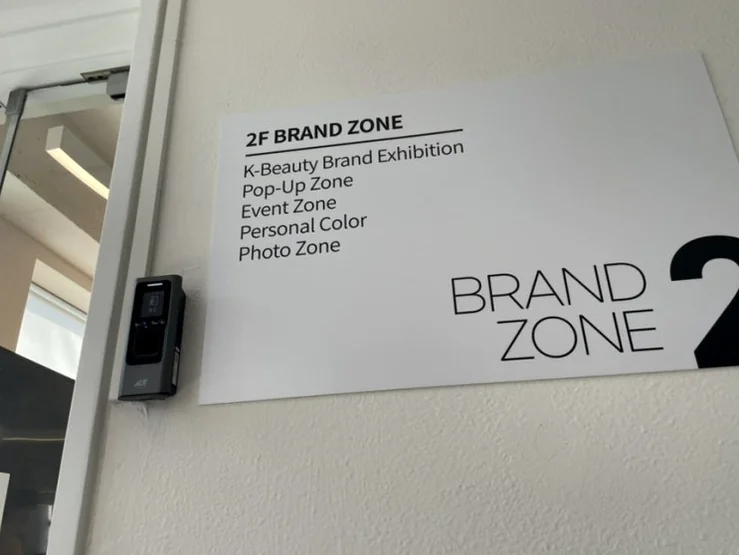 2F BRAND ZONE
K-Beauty Brand Exhibition
Pop-Up Zone
Event Zone
Personal Color
Photo Zone
BRAND
ZONE
2